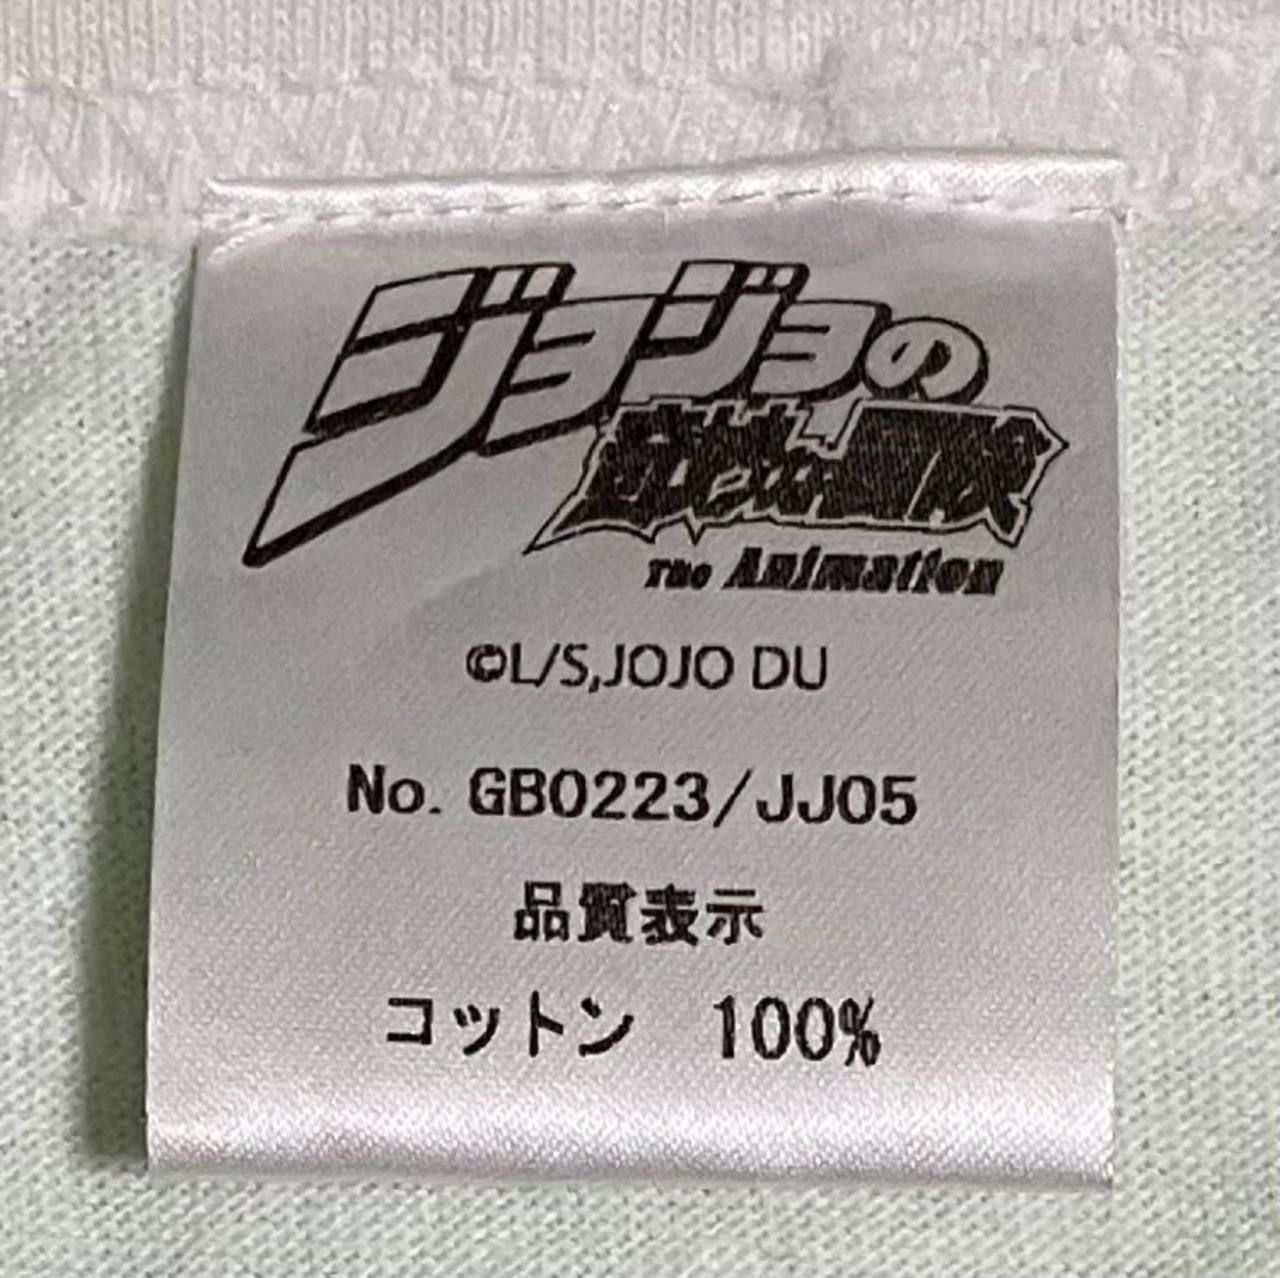 ジョジョの
奇妙な冒険
The Animation
©L/S,JOJO DU
No. GB0223/JJ05
品質表示
コットン 100%